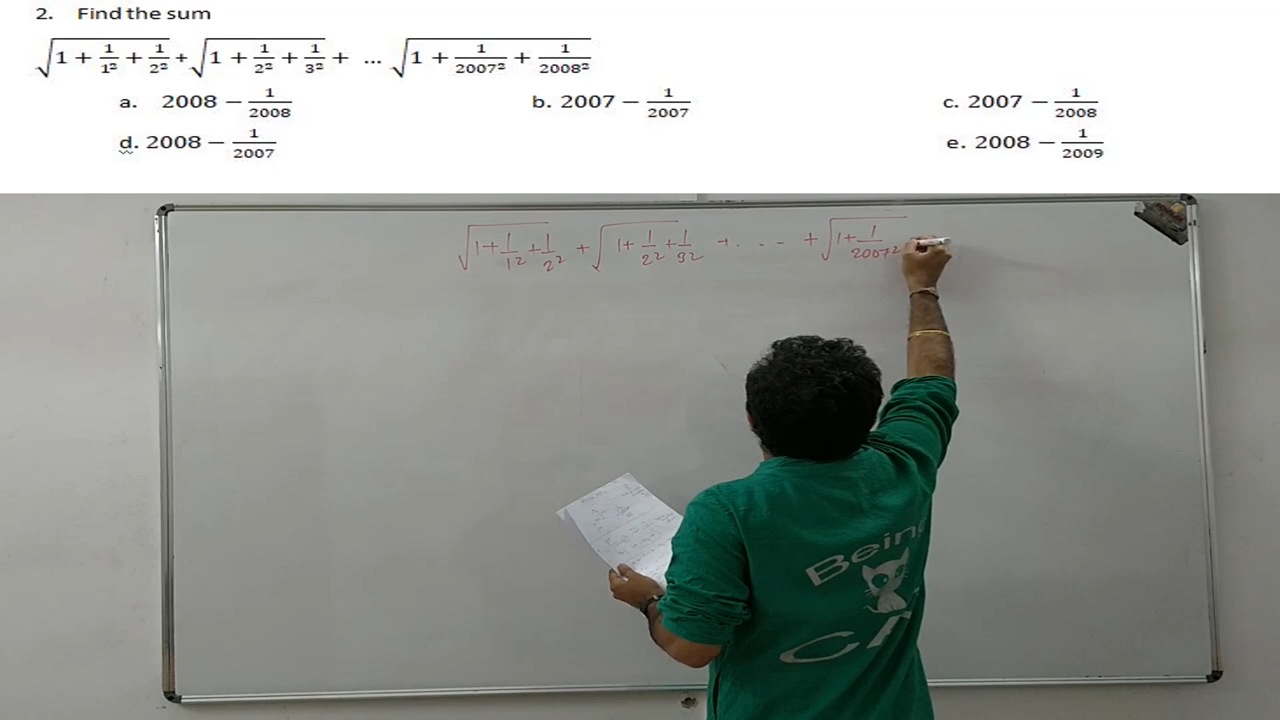 2. Find the sum
√(1 + 1/1² + 1/2²) + √(1 + 1/2² + 1/3²) + ... √(1 + 1/2007² + 1/2008²)
a. 2008 − 1/2008 b. 2007 − 1/2007 c. 2007 − 1/2008
d. 2008 − 1/2007 e. 2008 − 1/2009
√(1+1/1²+1/2²) + √(1+1/2²+1/3²) +. - - - +√(1+1/2007²
Being
CAT